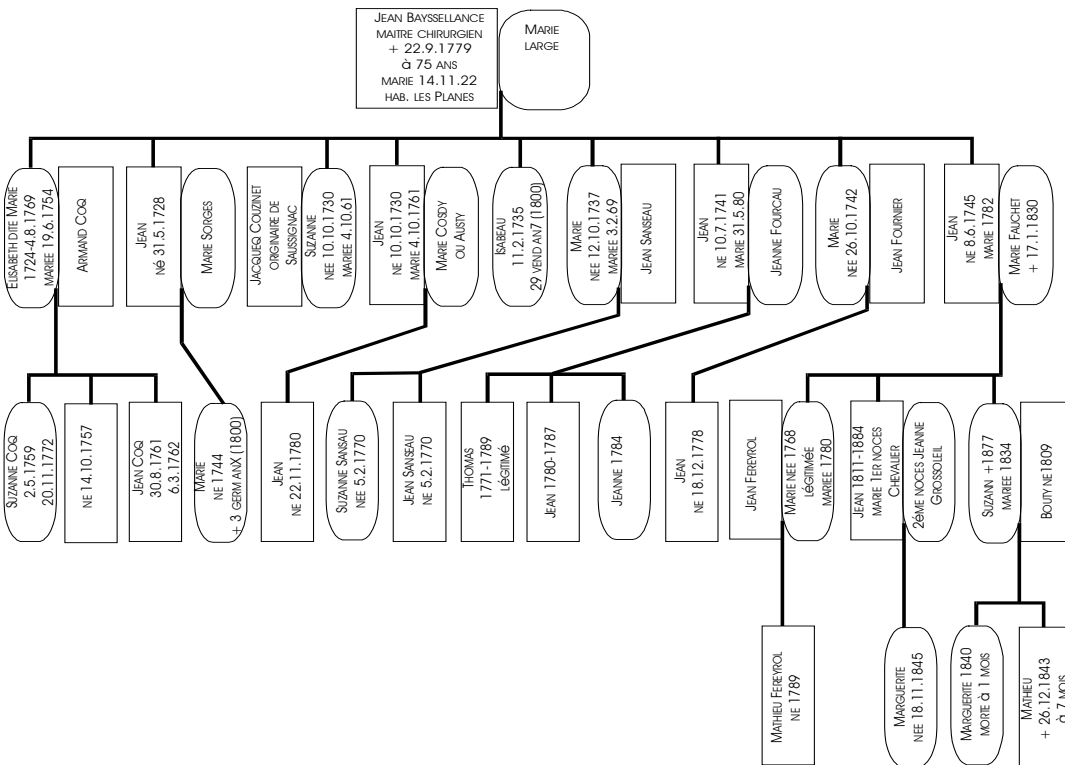 JEAN BAYSSELLANCE
MAITRE CHIRURGIEN
+ 22.9.1779
à 75 ANS
MARIE 14.11.22
HAB. LES PLANES
MARIE
LARGE
ELISABETH DITE MARIE
1724-4.8.1769
MARIEE 19.6.1754
ARMAND COQ
JEAN
Né 31.5.1728
MARIE SORGES
JACQUEQ COUZINET
ORIGINAIRE DE
SAUSSIGNAC
SUZANNE
NEE 10.10.1730
MARIEE 4.10.61
JEAN
NE 10.10.1730
MARIE 4.10.1761
MARIE COSDY
OU AUSTY
ISABEAU
11.2.1735
29 VEND AN7 (1800)
MARIE
NEE 12.10.1737
MARIEE 3.2.69
JEAN SANSEAU
JEAN
NE 10.7.1741
MARIE 31.5.80
JEANNE FOURCAU
MARIE
NEE 26.10.1742
JEAN FOURNIER
JEAN
NE 8.6.1745
MARIE 1782
MARIE FAUCHET
+ 17.1.1830
SUZANNE COQ
2.5.1759
20.11.1772
NE 14.10.1757
JEAN COQ
30.8.1761
6.3.1762
MARIE
NE 1744
+ 3 GERM ANX (1800)
JEAN
NE 22.11.1780
SUZANNE SANSAU
NEE 5.2.1770
JEAN SANSEAU
NE 5.2.1770
THOMAS
1771-1789
LÉGITIMÉ
JEAN 1780-1787
JEANNE 1784
JEAN
NE 18.12.1778
JEAN FEREYROL
MARIE NEE 1768
LÉGITIMÉE
MARIEE 1780
JEAN 1811-1884
MARIE 1ER NOCES
CHEVALIER
2ÉME NOCES JEANNE
GROSSOLEIL
SUZANN +1877
MARIEE 1834
BOUTY NE1809
MATHIEU FEREYROL
NE 1789
MARGUERITE
NEE 18.11.1845
MARGUERITE 1840
MORTE à 1 MOIS
MATHIEU
+ 26.12.1843
à 7 MOIS